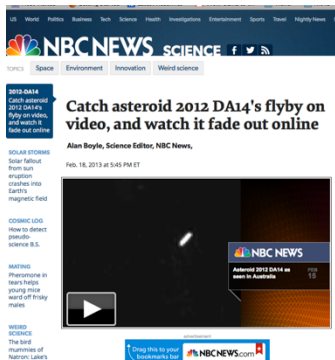 US World Politics Business Tech Science Health Investigations Entertainment Sports Travel Nightly News
NBC NEWS SCIENCE
TOPICS Space Environment Innovation Weird science
2012-DA14
Catch asteroid
2012 DA14's
flyby on
video, and
watch it
fade out online
SOLAR STORMS
Solar fallout
from sun
eruption
crashes into
Earth's
magnetic field
COSMIC LOG
How to detect
pseudo-
science B.S.
MATING
Pheromone in
tears helps
young mice
ward off frisky
males
WEIRD
SCIENCE
The bird
mummies of
Natron: Lake's
Catch asteroid 2012 DA14's flyby on
video, and watch it fade out online
Alan Boyle, Science Editor, NBC News,
Feb. 18, 2013 at 5:45 PM ET
NBC NEWS
Asteroid 2012 DA14 as
seen in Australia
FEB
15
advertisement
Drag this to your
bookmarks bar
NBCNEWS.com